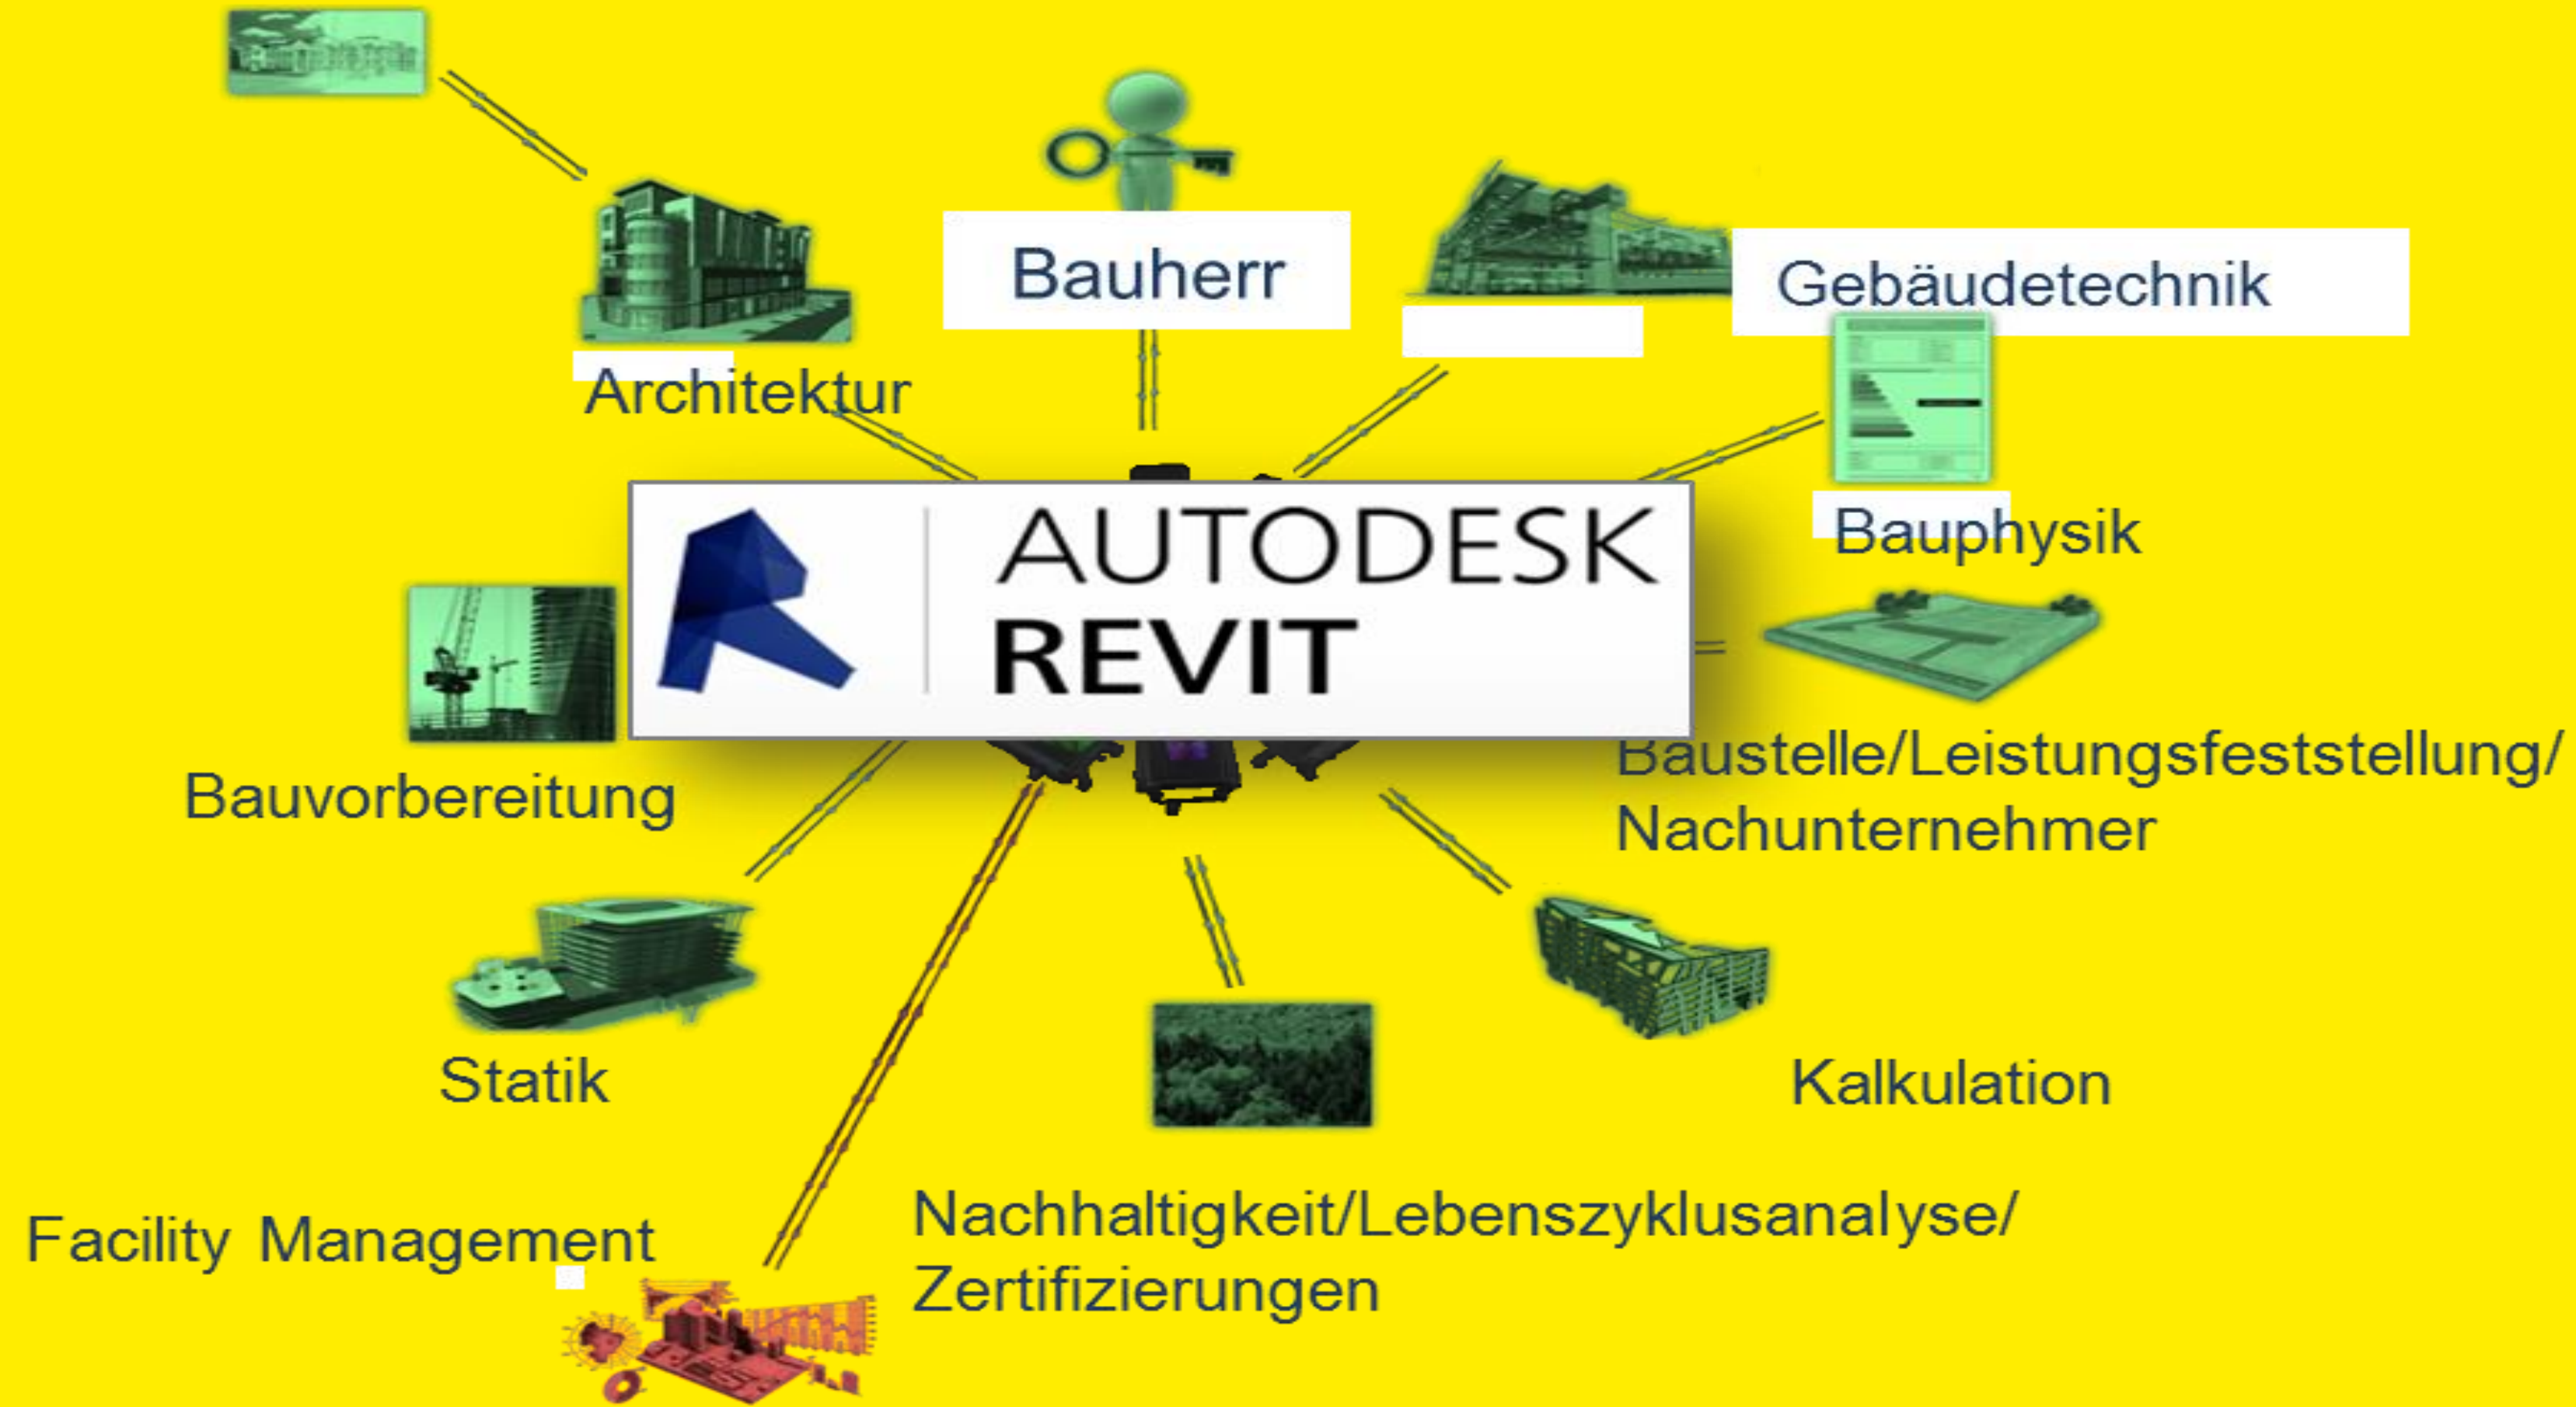 Bauherr
Gebäudetechnik
Architektur
Bauphysik
AUTODESK
REVIT
Bauvorbereitung
Baustelle/Leistungsfeststellung/
Nachunternehmer
Statik
Kalkulation
Facility Management
Nachhaltigkeit/Lebenszyklusanalyse/
Zertifizierungen